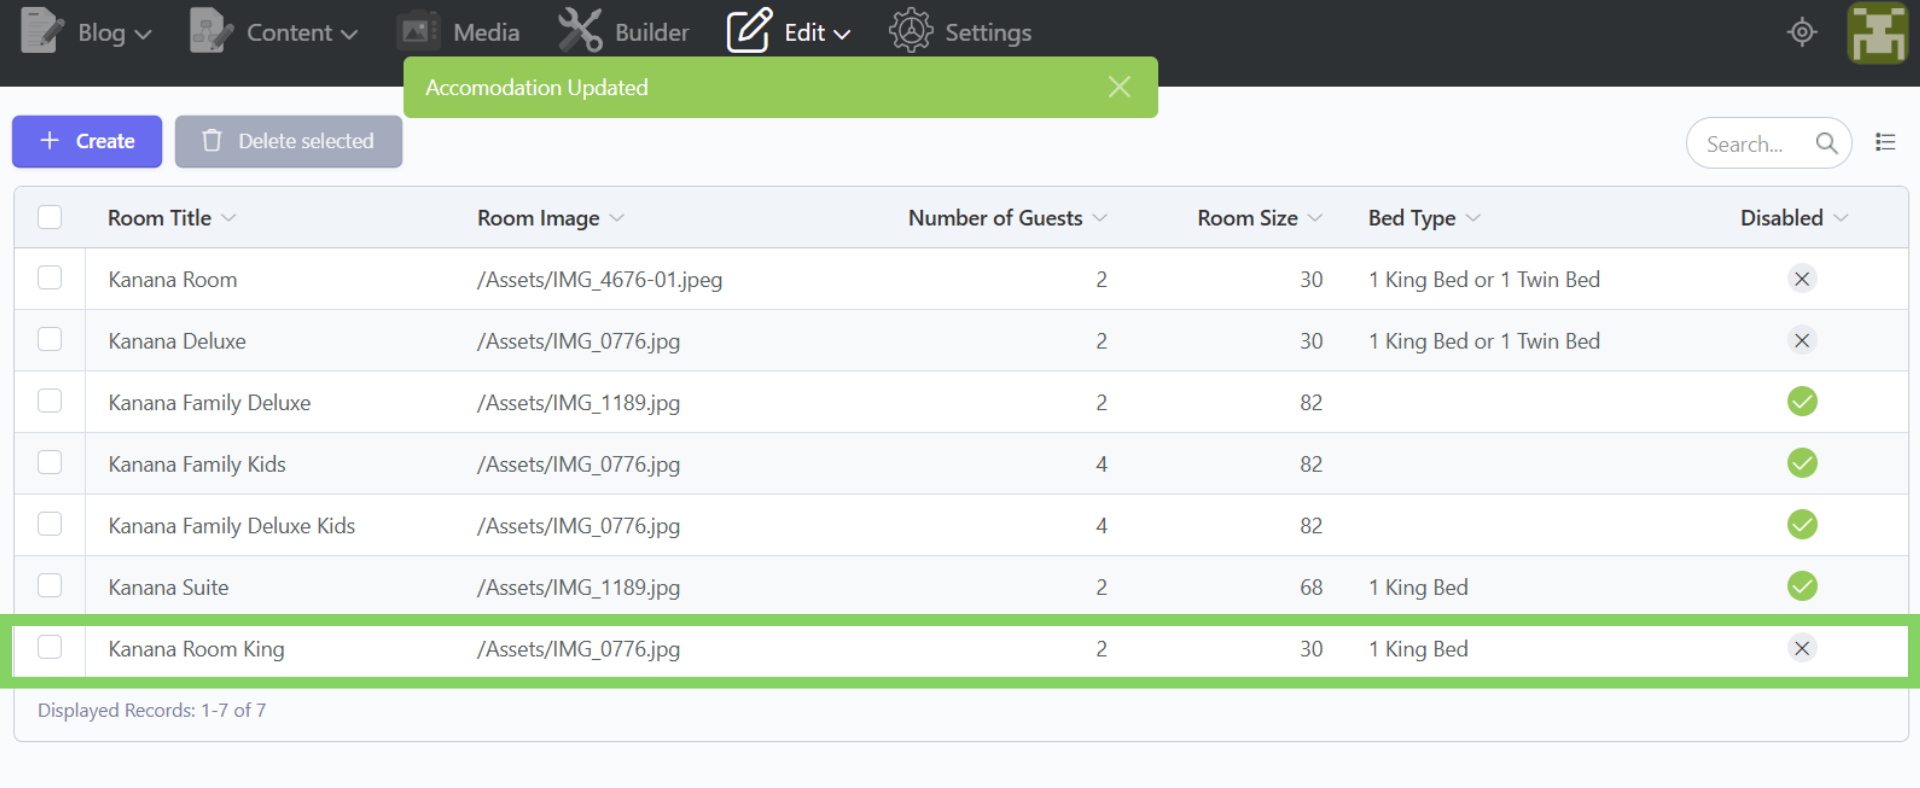 Blog Content Media Builder Edit Settings
Accomodation Updated
Create Delete selected Search...
Room Title Room Image Number of Guests Room Size Bed Type Disabled
Kanana Room /Assets/IMG_4676-01.jpeg 2 30 1 King Bed or 1 Twin Bed
Kanana Deluxe /Assets/IMG_0776.jpg 2 30 1 King Bed or 1 Twin Bed
Kanana Family Deluxe /Assets/IMG_1189.jpg 2 82
Kanana Family Kids /Assets/IMG_0776.jpg 4 82
Kanana Family Deluxe Kids /Assets/IMG_0776.jpg 4 82
Kanana Suite /Assets/IMG_1189.jpg 2 68 1 King Bed
Kanana Room King /Assets/IMG_0776.jpg 2 30 1 King Bed
Displayed Records: 1-7 of 7